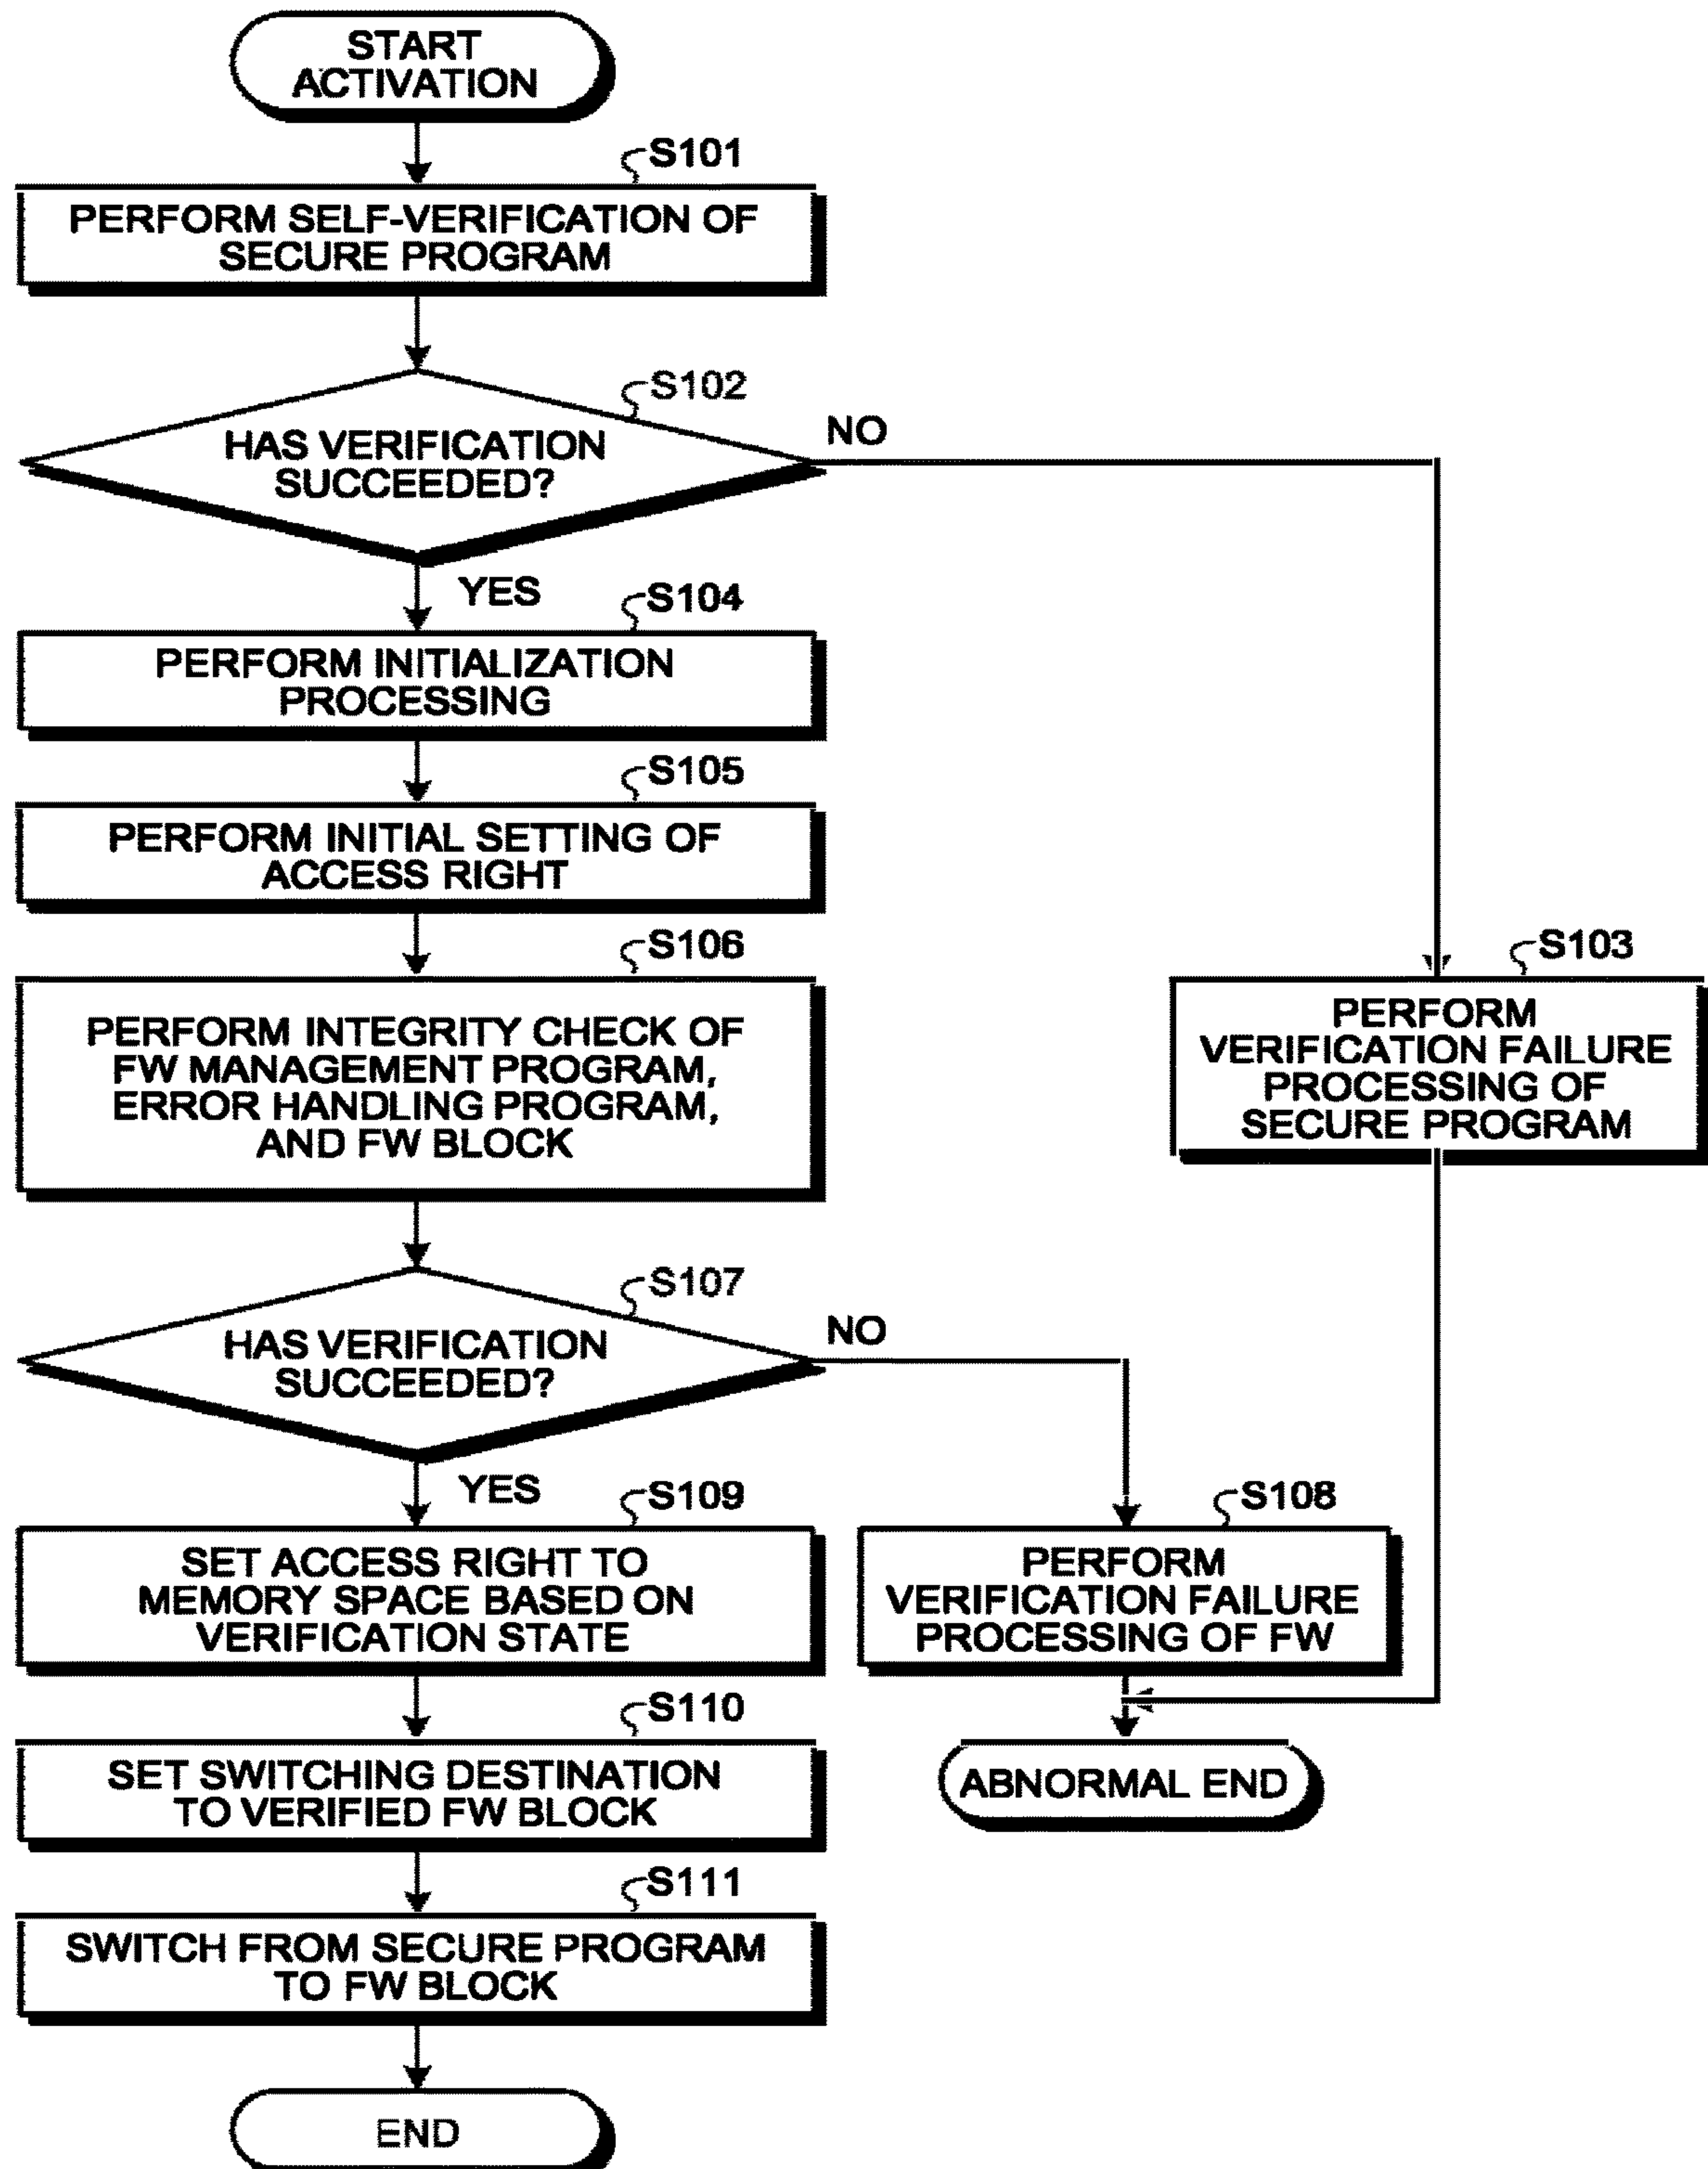 START
ACTIVATION
S101
PERFORM SELF-VERIFICATION OF
SECURE PROGRAM
S102
HAS VERIFICATION
SUCCEEDED?
NO
YES
S104
PERFORM INITIALIZATION
PROCESSING
S105
PERFORM INITIAL SETTING OF
ACCESS RIGHT
S106
PERFORM INTEGRITY CHECK OF
FW MANAGEMENT PROGRAM,
ERROR HANDLING PROGRAM,
AND FW BLOCK
S103
PERFORM
VERIFICATION FAILURE
PROCESSING OF
SECURE PROGRAM
S107
HAS VERIFICATION
SUCCEEDED?
NO
YES
S109
SET ACCESS RIGHT TO
MEMORY SPACE BASED ON
VERIFICATION STATE
S108
PERFORM
VERIFICATION FAILURE
PROCESSING OF FW
S110
SET SWITCHING DESTINATION
TO VERIFIED FW BLOCK
ABNORMAL END
S111
SWITCH FROM SECURE PROGRAM
TO FW BLOCK
END